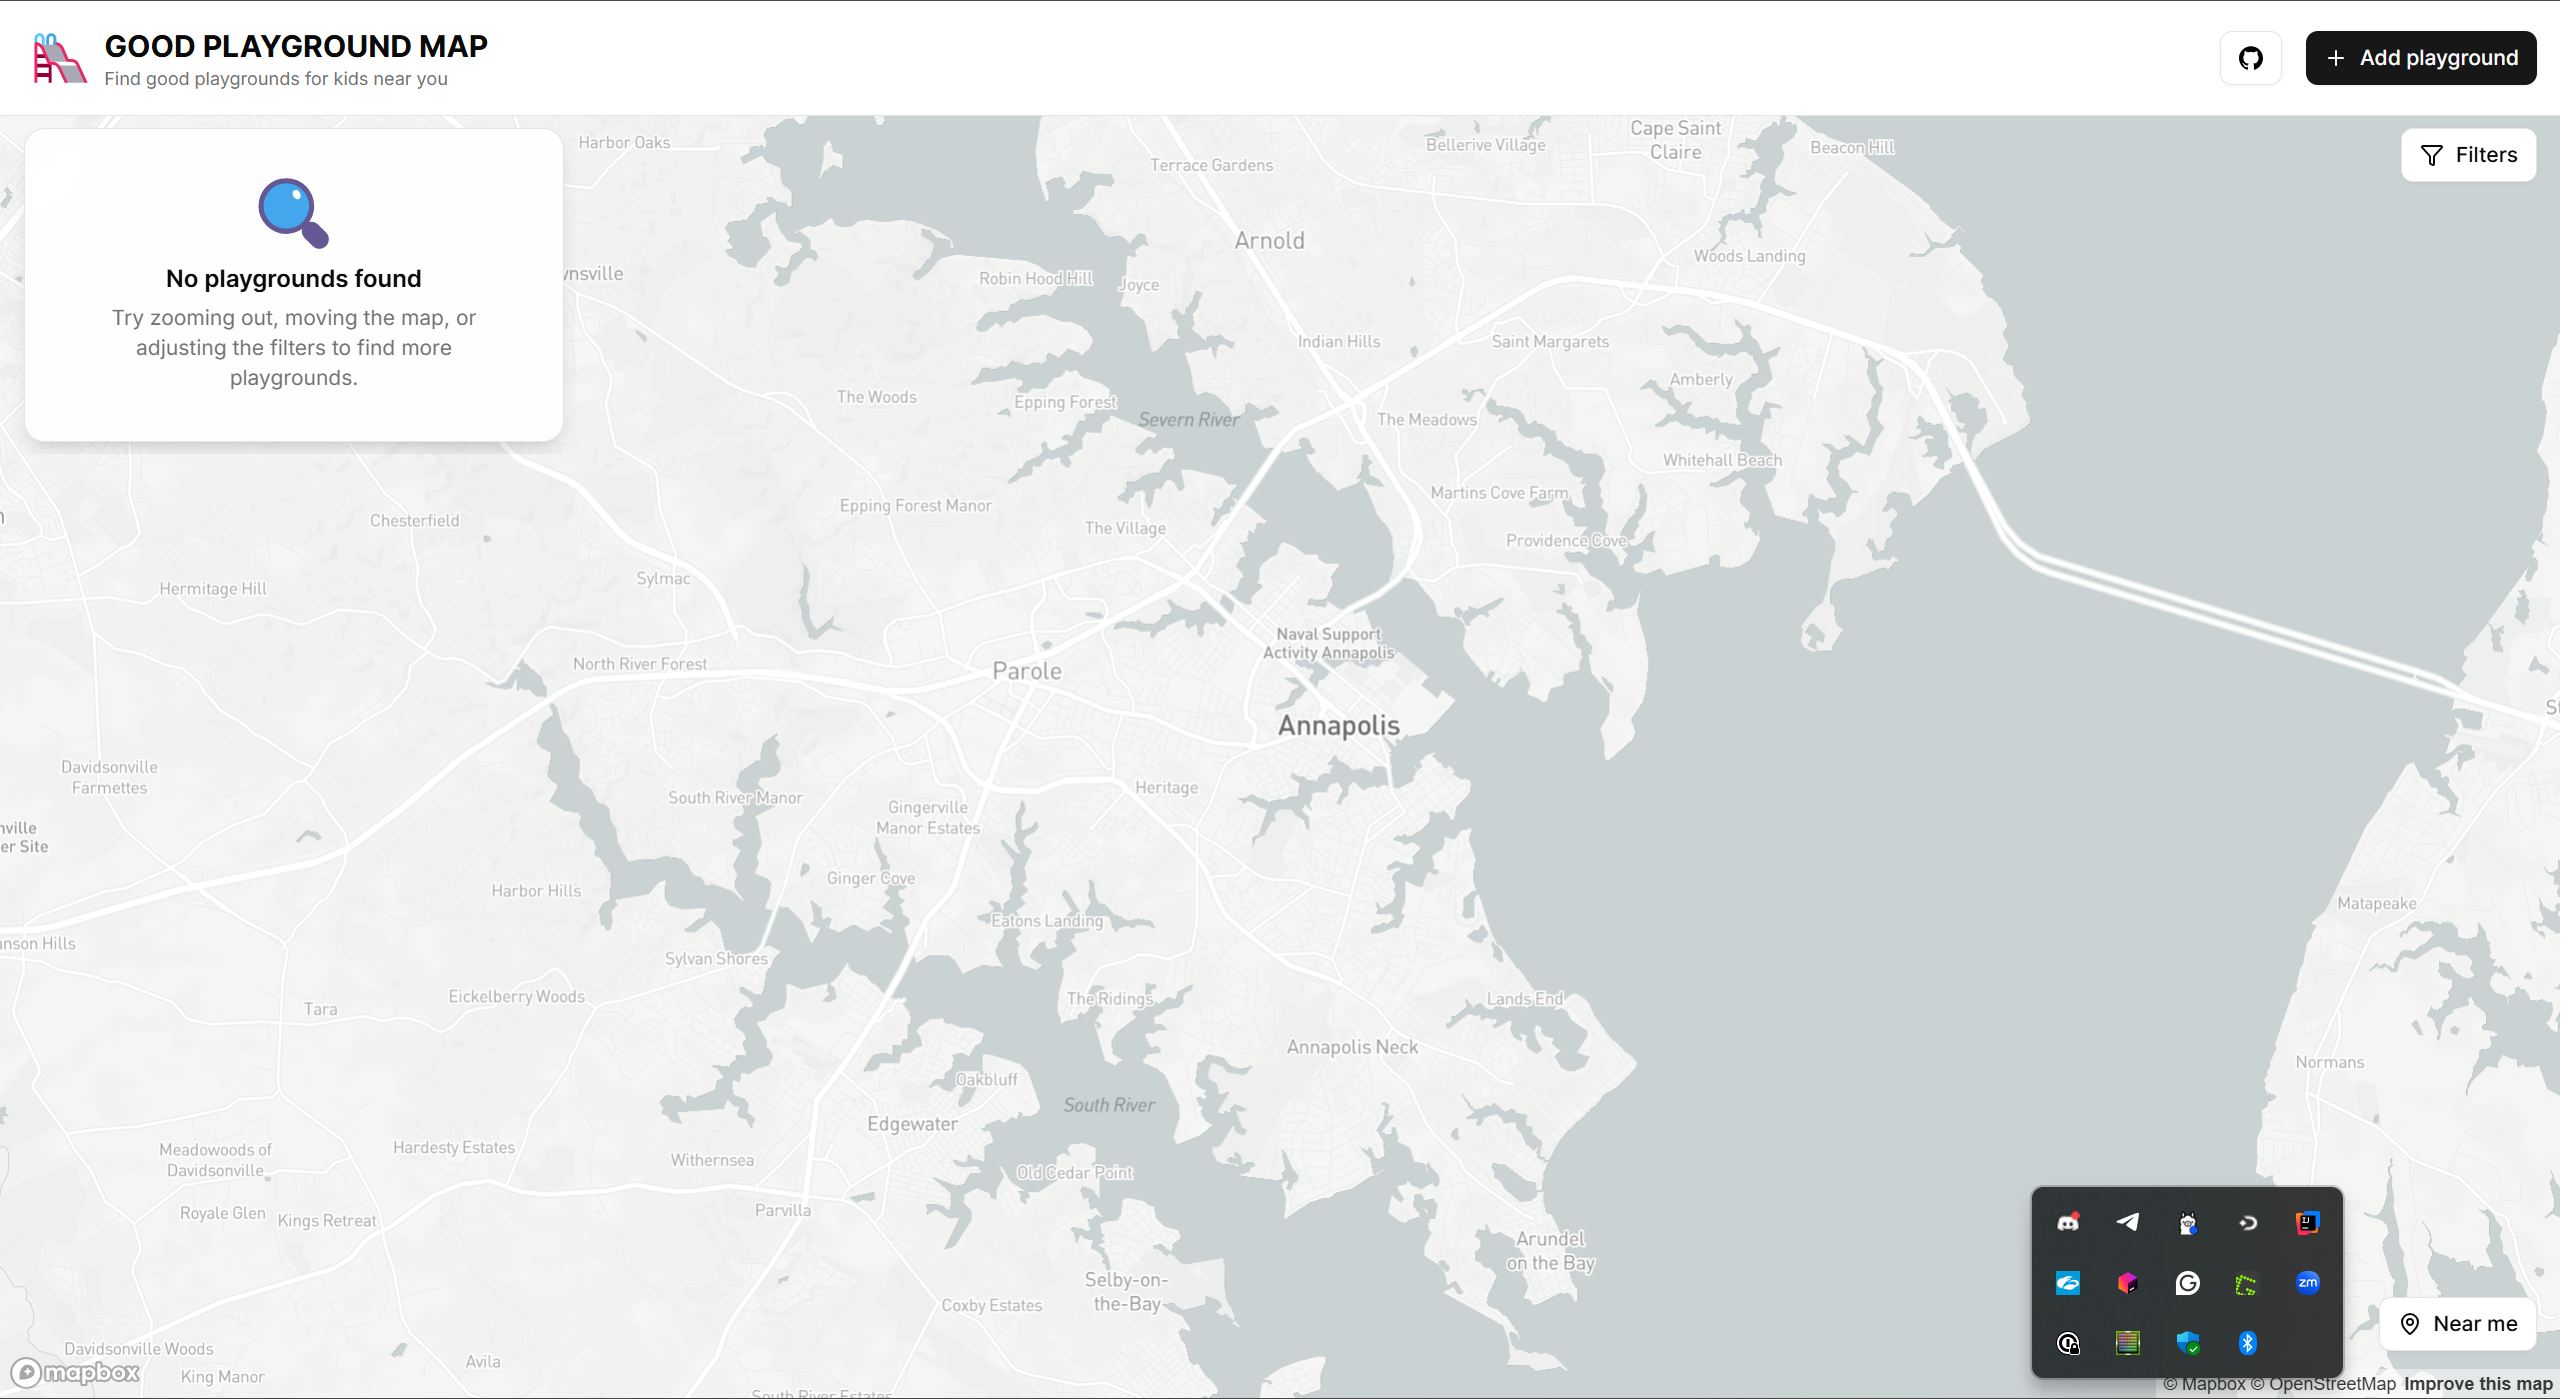 GOOD PLAYGROUND MAP
Find good playgrounds for kids near you
Add playground
Filters
No playgrounds found
Try zooming out, moving the map, or
adjusting the filters to find more
playgrounds.
Harbor Oaks
Terrace Gardens
Bellerive Village
Cape Saint
Claire
Beacon Hill
Arnold
Woods Landing
vnsville
Robin Hood Hill
Joyce
Indian Hills
Saint Margarets
Amberly
The Woods
Epping Forest
Severn River
The Meadows
Whitehall Beach
Martins Cove Farm
Epping Forest Manor
Chesterfield
The Village
Providence Cove
Sylmac
Hermitage Hill
Naval Support
Activity Annapolis
North River Forest
Parole
Annapolis
Davidsonville
Farmettes
South River Manor
Heritage
Gingerville
Manor Estates
nville
er Site
Ginger Cove
Harbor Hills
Matapeake
Eatons Landing
anson Hills
Sylvan Shores
Eickelberry Woods
The Ridings
Lands End
Tara
Annapolis Neck
Normans
Oakbluff
South River
Edgewater
Hardesty Estates
Meadowoods of
Davidsonville
Withernsea
Old Cedar Point
Parvilla
Royale Glen
Kings Retreat
Arundel
on the Bay
Selby-on-
the-Bay
Coxby Estates
zm
Near me
Davidsonville Woods
Avila
King Manor
mapbox
South River Estates
© Mapbox © OpenStreetMap Improve this map